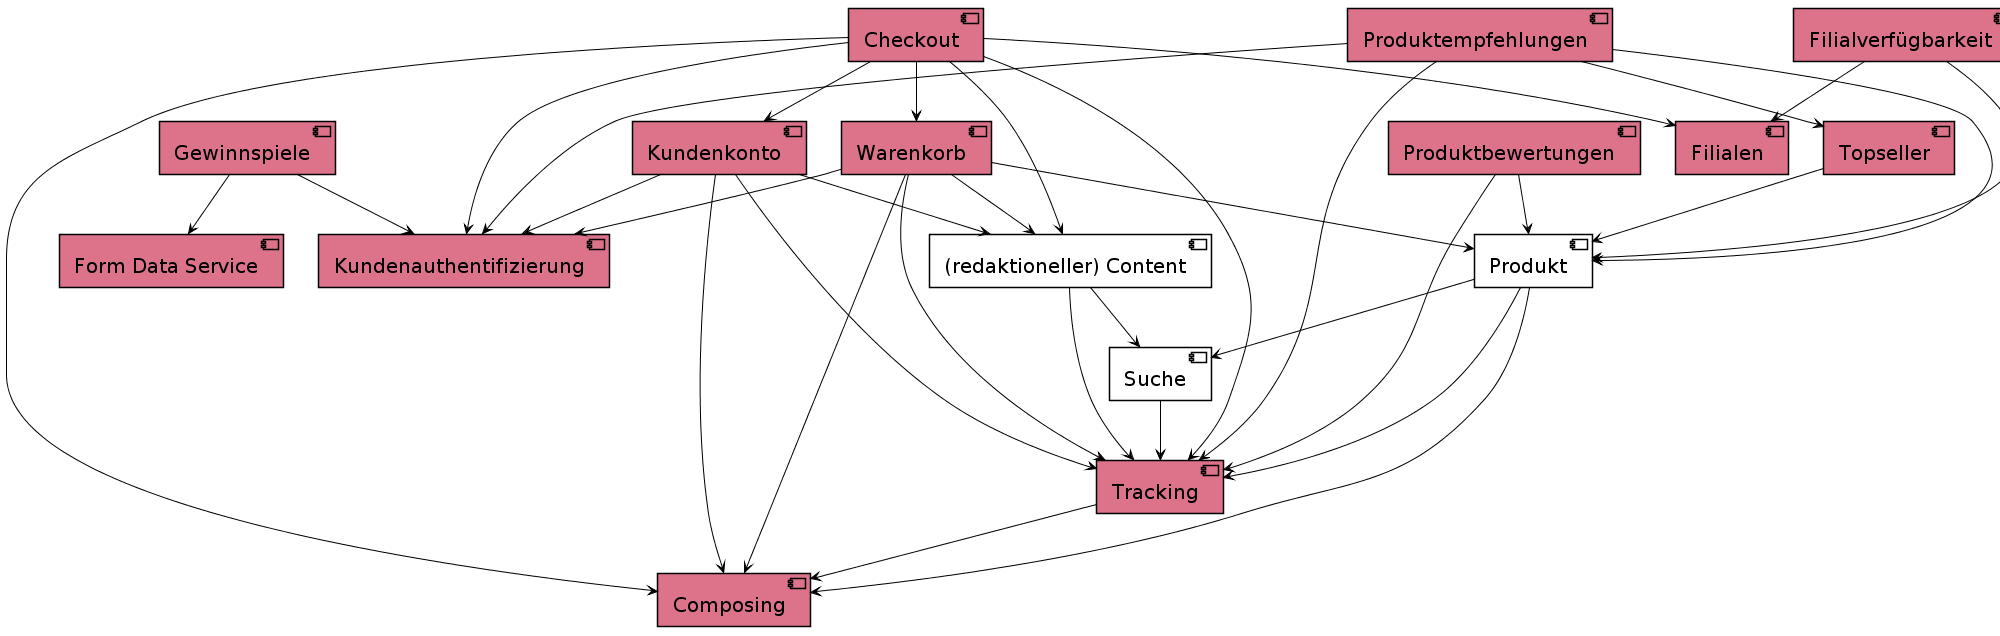 Checkout
Produktempfehlungen
Filialverfügbarkeit
Gewinnspiele
Kundenkonto
Warenkorb
Produktbewertungen
Filialen
Topseller
Form Data Service
Kundenauthentifizierung
(redaktioneller) Content
Produkt
Suche
Tracking
Composing